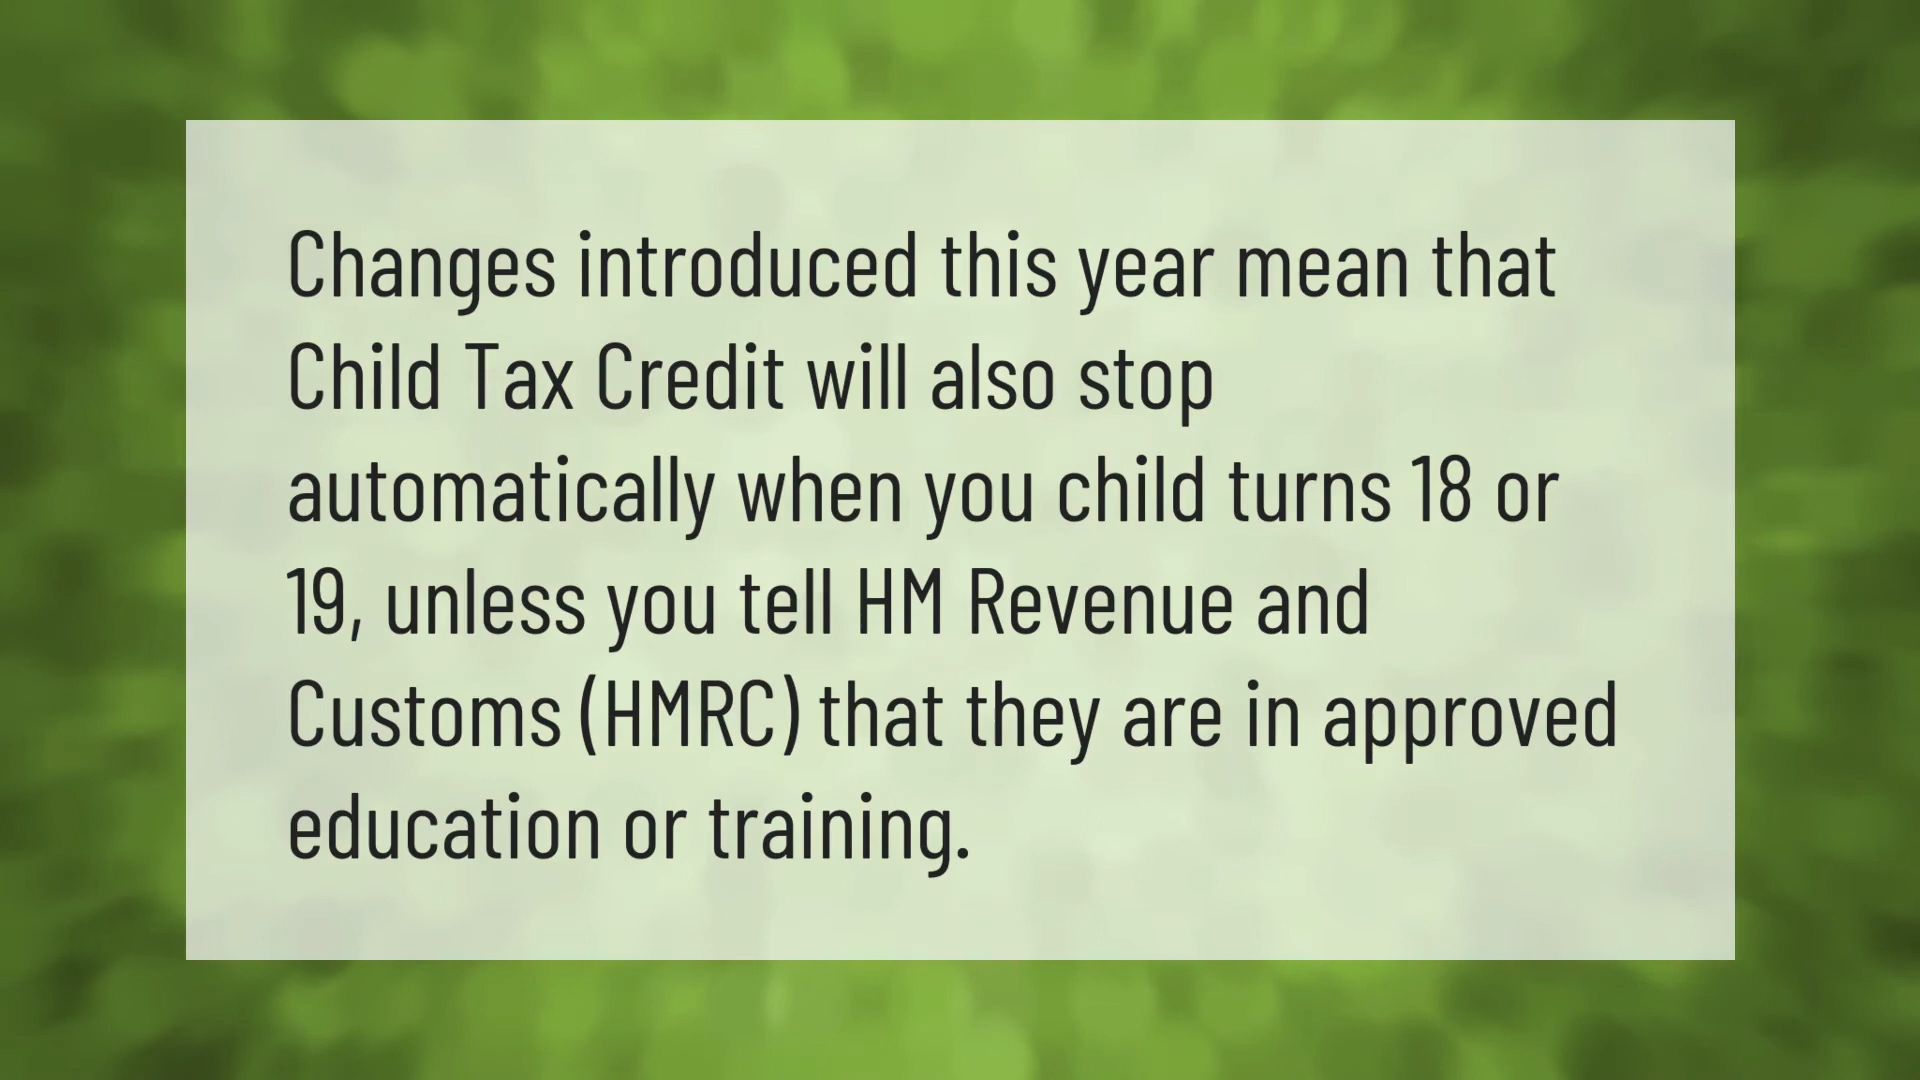 Changes introduced this year mean that
Child Tax Credit will also stop
automatically when you child turns 18 or
19, unless you tell HM Revenue and
Customs (HMRC) that they are in approved
education or training.